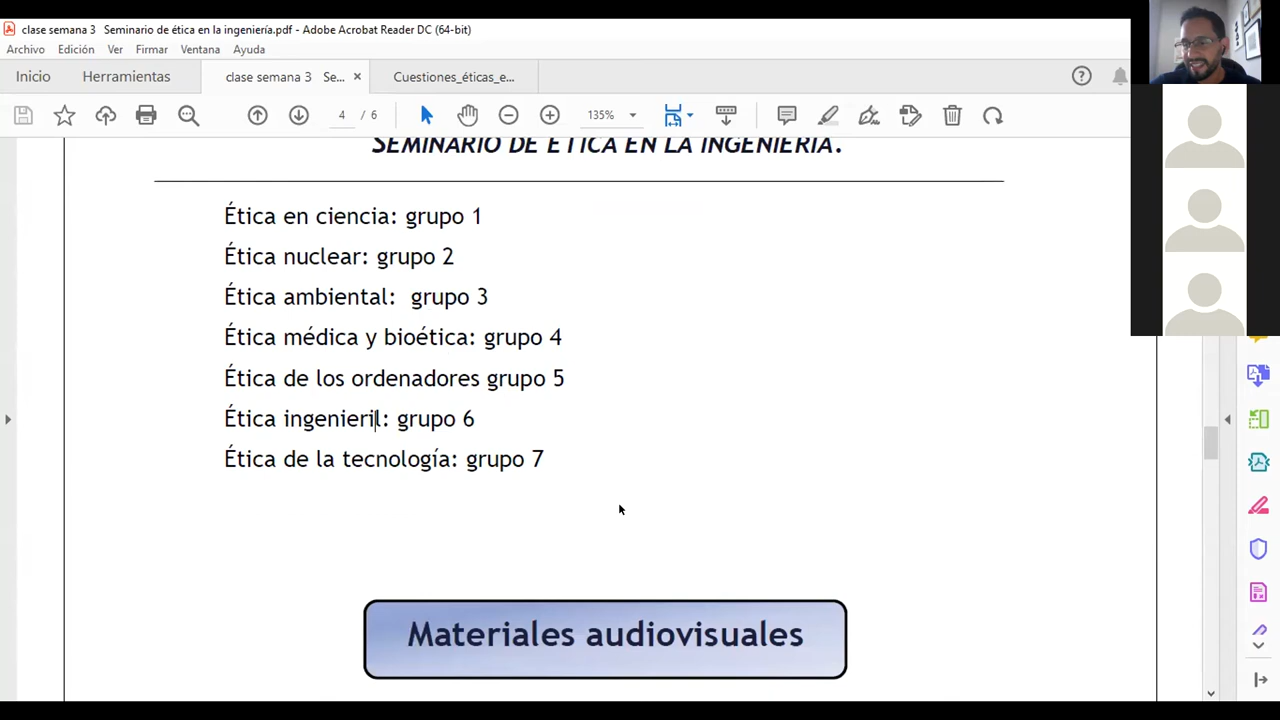 clase semana 3 Seminario de ética en la ingeniería.pdf - Adobe Acrobat Reader DC (64-bit)
Archivo Edición Ver Firmar Ventana Ayuda
Inicio Herramientas clase semana 3 Se... × Cuestiones_éticas_e...
4 / 6 135%
SEMINARIO DE ÉTICA EN LA INGENIERÍA.
Ética en ciencia: grupo 1
Ética nuclear: grupo 2
Ética ambiental: grupo 3
Ética médica y bioética: grupo 4
Ética de los ordenadores grupo 5
Ética ingenieril: grupo 6
Ética de la tecnología: grupo 7
Materiales audiovisuales